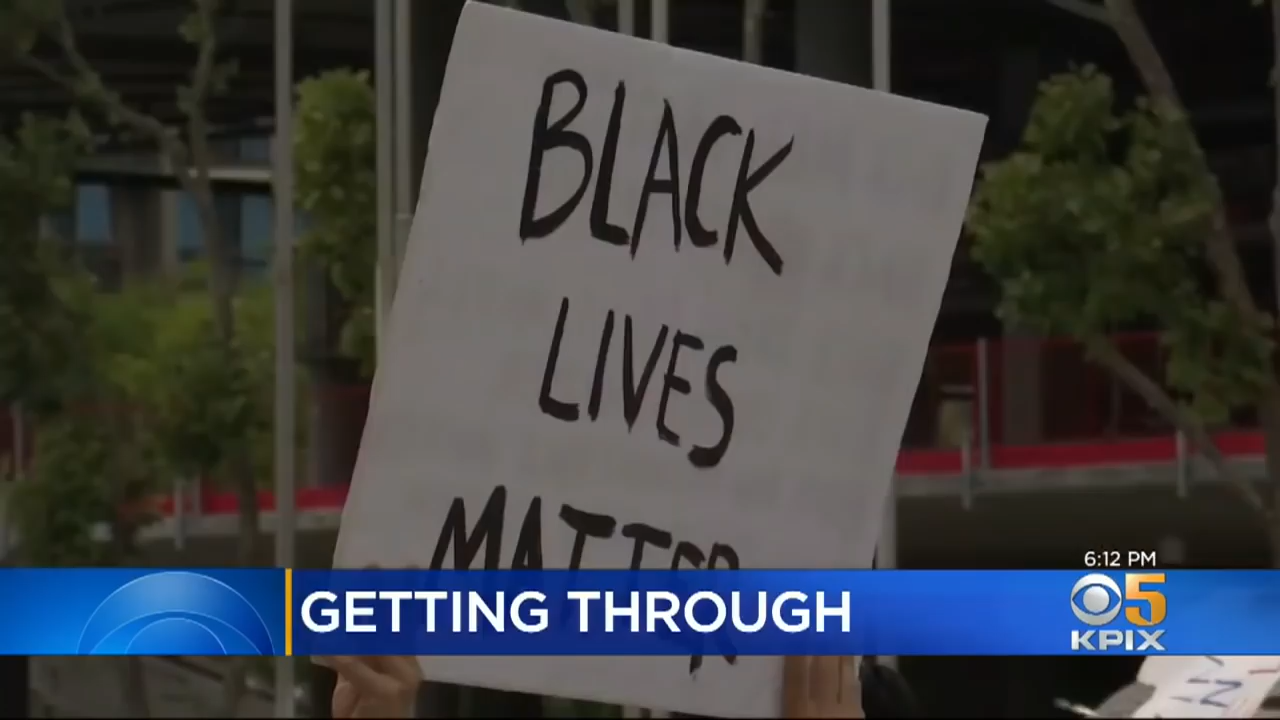 BLACK
LIVES
MATTER
6:12 PM
GETTING THROUGH
5
KPIX